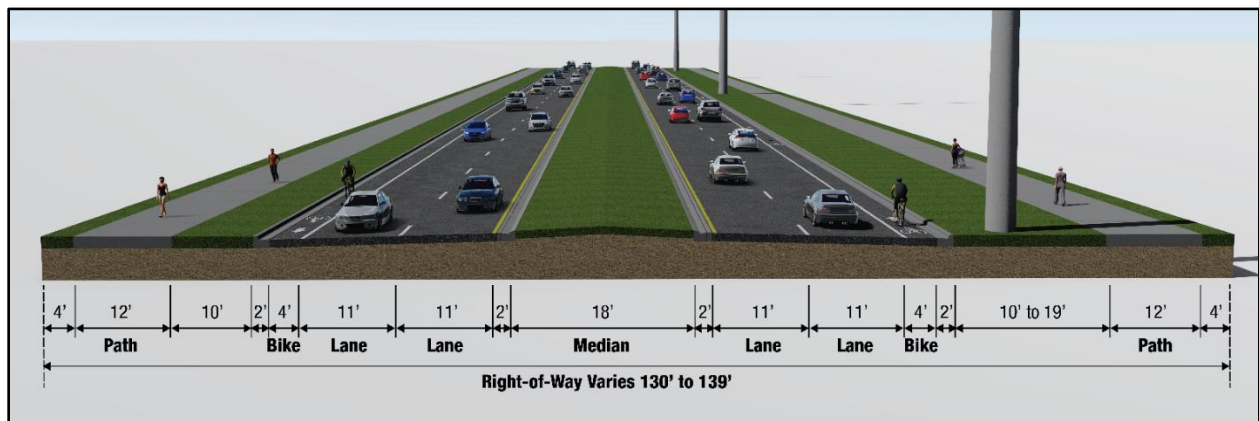 4’ 12’ 10’ 2’ 4’ 11’ 11’ 2’ 18’ 2’ 11’ 11’ 4’ 2’ 10’ to 19’ 12’ 4’
Path Bike Lane Lane Median Lane Lane Bike Path
Right-of-Way Varies 130’ to 139’